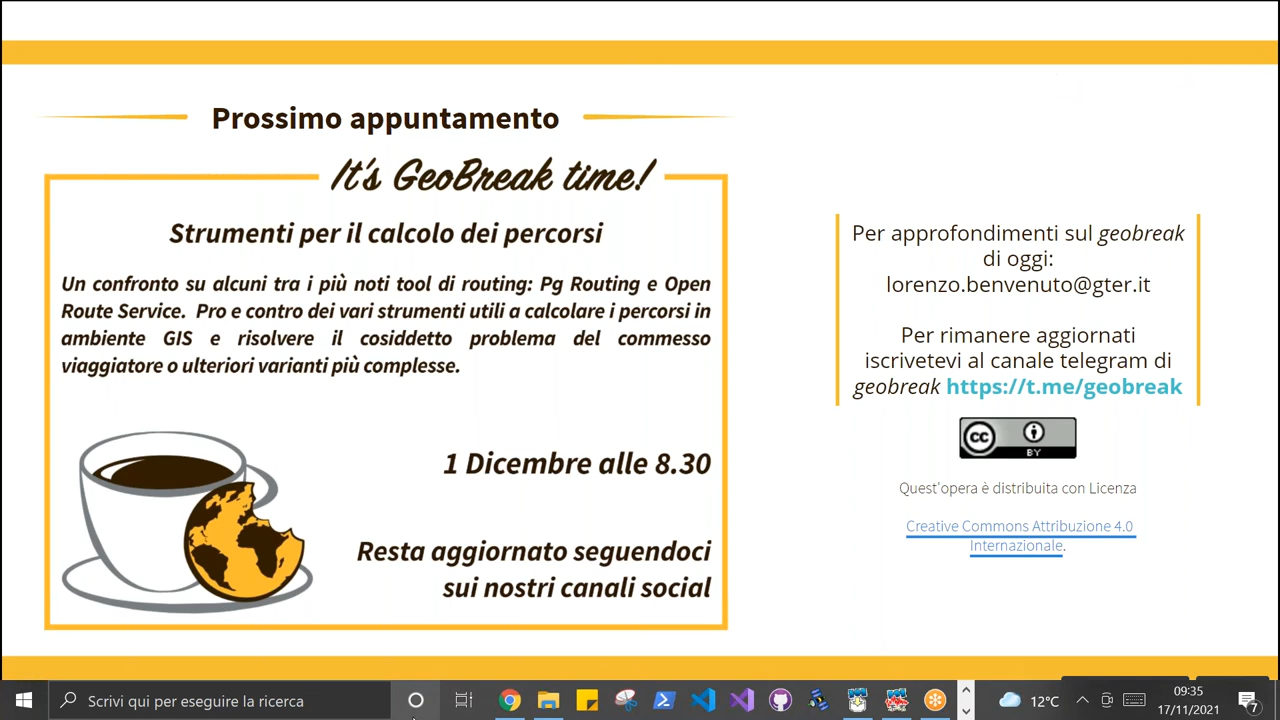 Prossimo appuntamento
It's GeoBreak time!
Strumenti per il calcolo dei percorsi
Un confronto su alcuni tra i più noti tool di routing: Pg Routing e Open
Route Service. Pro e contro dei vari strumenti utili a calcolare i percorsi in
ambiente GIS e risolvere il cosiddetto problema del commesso
viaggiatore o ulteriori varianti più complesse.
1 Dicembre alle 8.30
Resta aggiornato seguendoci
sui nostri canali social
Per approfondimenti sul geobreak
di oggi:
lorenzo.benvenuto@gter.it
Per rimanere aggiornati
iscrivetevi al canale telegram di
geobreak https://t.me/geobreak
cc
BY
Quest'opera è distribuita con Licenza
Creative Commons Attribuzione 4.0
Internazionale.
Scrivi qui per eseguire la ricerca
12°C
09:35
17/11/2021
7